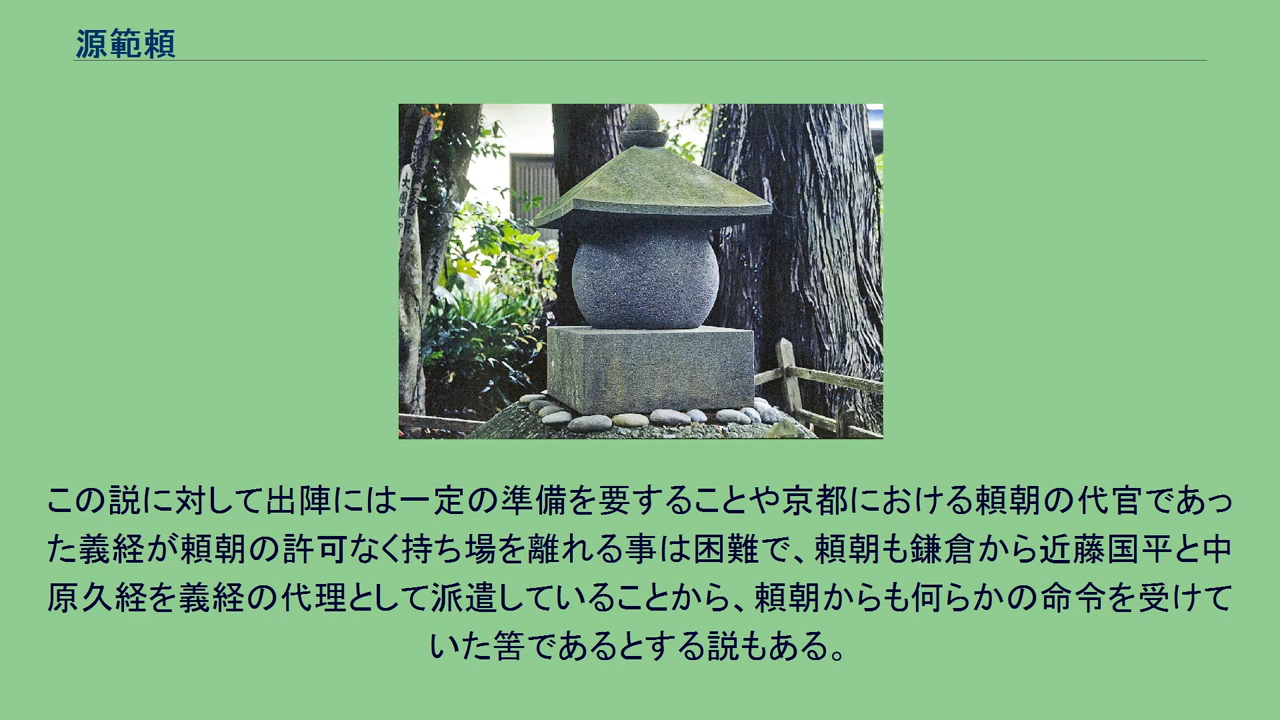 源範頼
この説に対して出陣には一定の準備を要することや京都における頼朝の代官であっ
た義経が頼朝の許可なく持ち場を離れる事は困難で、頼朝も鎌倉から近藤国平と中
原久経を義経の代理として派遣していることから、頼朝からも何らかの命令を受けて
いた筈であるとする説もある。